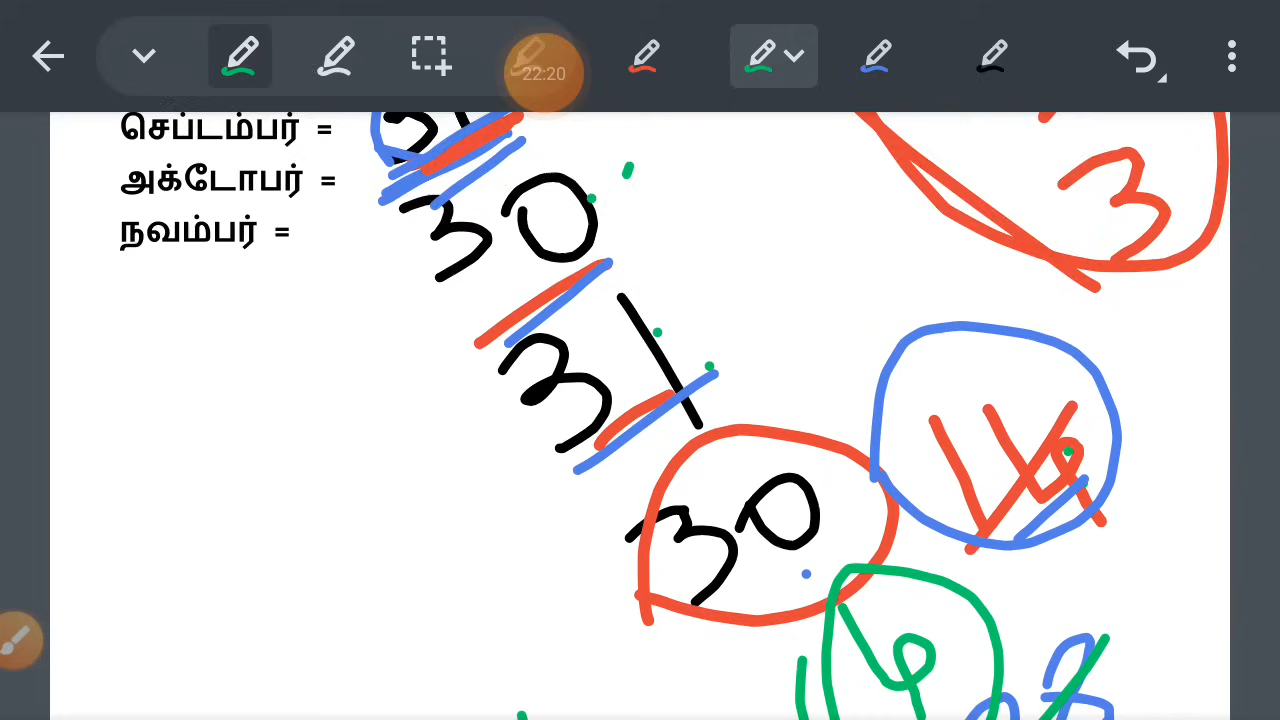 22:20
செப்டம்பர் =
அக்டோபர் =
நவம்பர் =
30
31
30
3